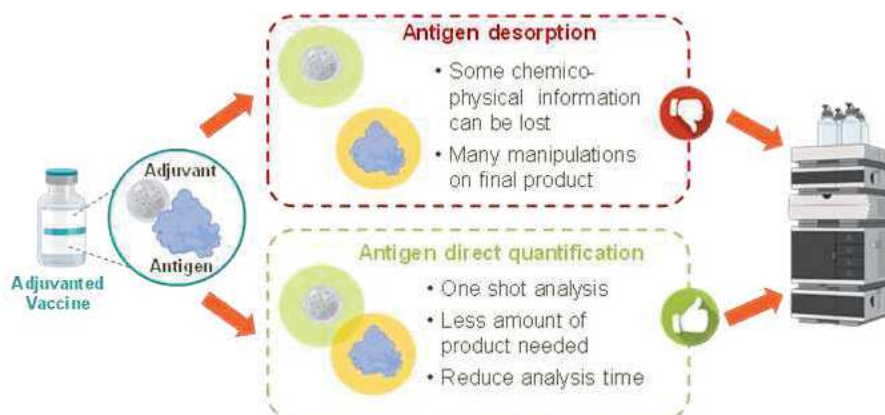 Antigen desorption
• Some chemico-
physical information
can be lost
• Many manipulations
on final product
Adjuvant
Antigen
Adjuvanted
Vaccine
Antigen direct quantification
• One shot analysis
• Less amount of
product needed
• Reduce analysis time